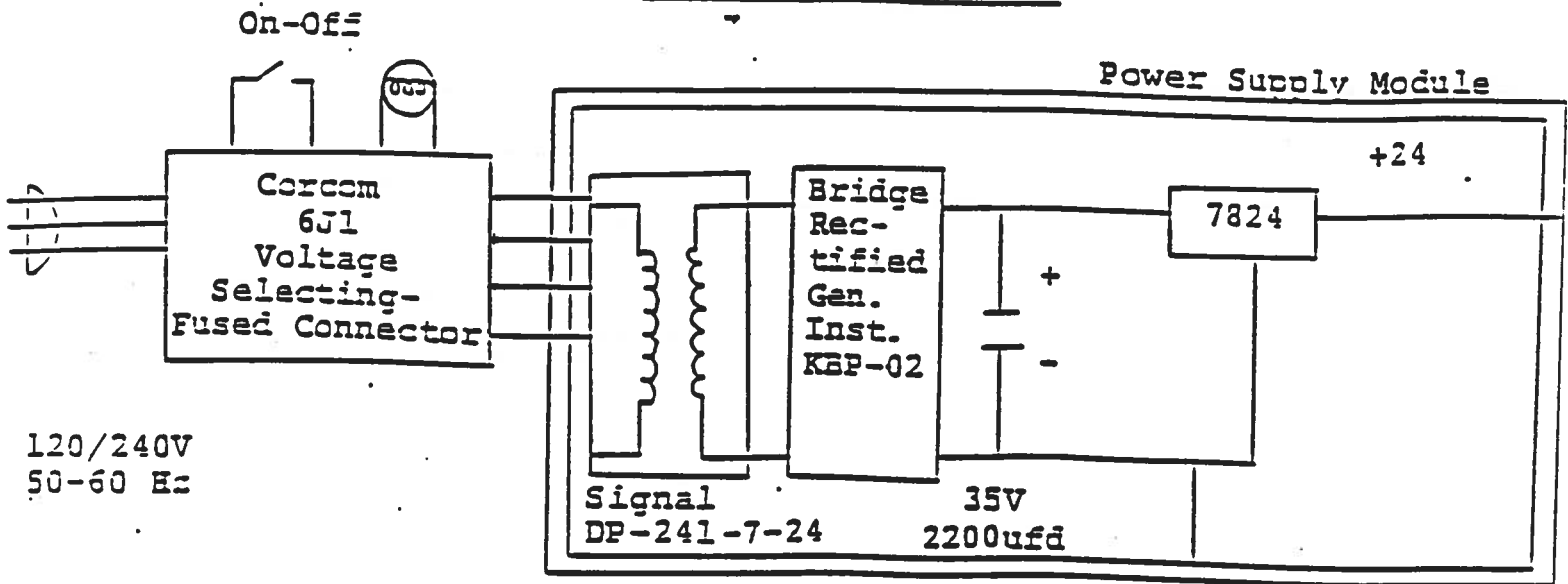 On-Off
Power Supply Module
+24
Corcom
6J1
Voltage
Selecting-
Fused Connector
Bridge
Rec-
tified
Gen.
Inst.
KBP-02
7824
+
-
120/240V
50-60 Hz
Signal
DP-241-7-24
35V
2200ufd